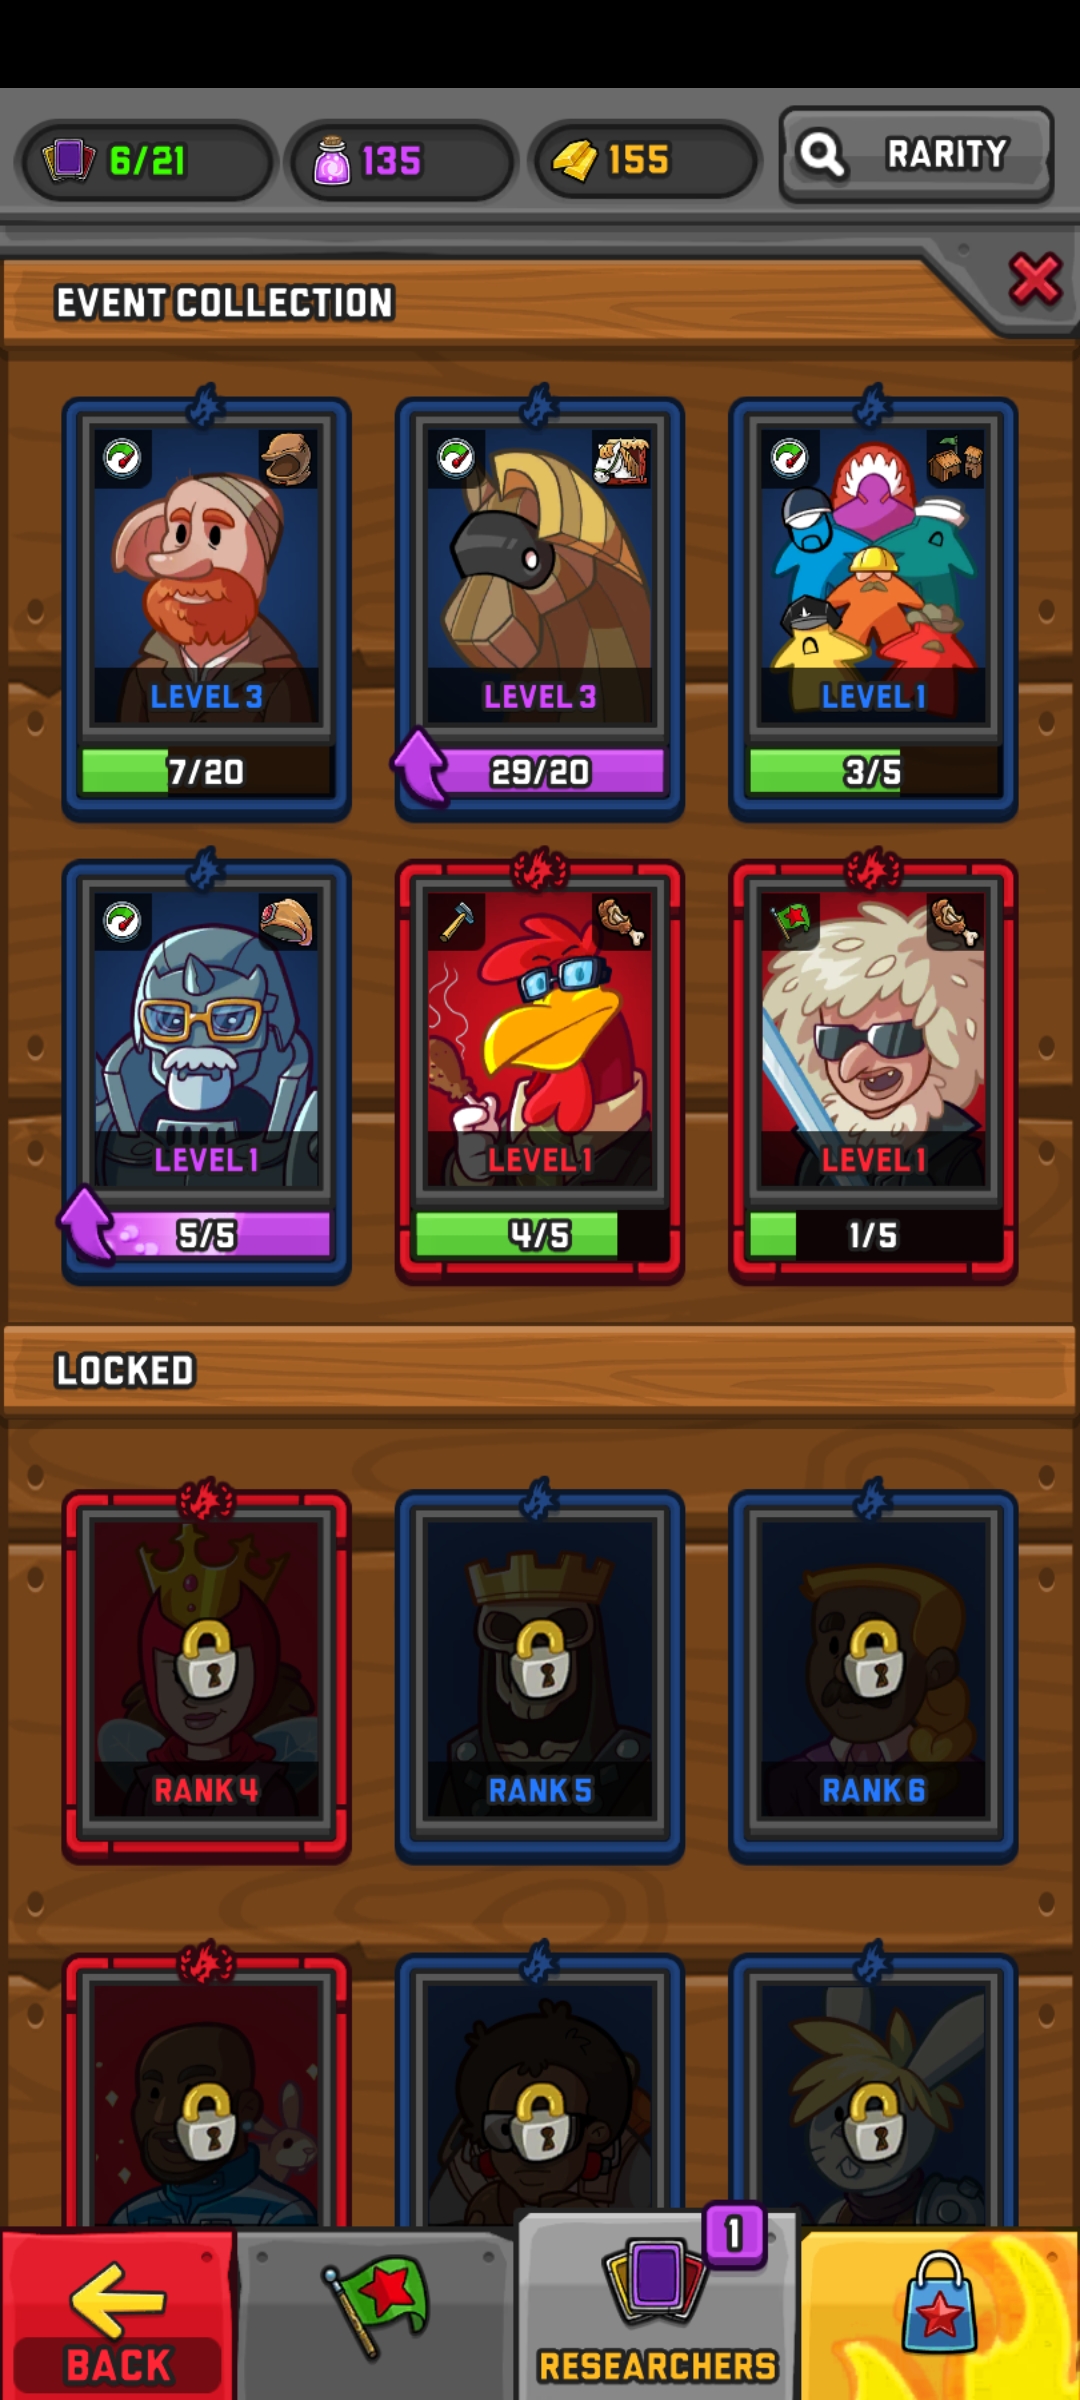 6/21
135
155
RARITY
EVENT COLLECTION
LEVEL 3
LEVEL 3
LEVEL 1
7/20
29/20
3/5
LEVEL 1
LEVEL 1
LEVEL 1
5/5
4/5
1/5
LOCKED
RANK 4
RANK 5
RANK 6
1
BACK
RESEARCHERS